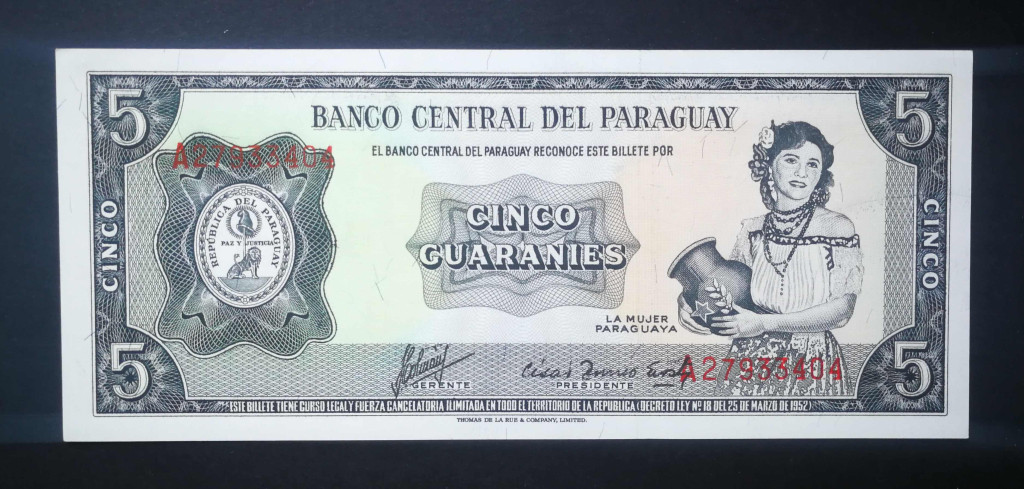 5
5
BANCO CENTRAL DEL PARAGUAY
EL BANCO CENTRAL DEL PARAGUAY RECONOCE ESTE BILLETE POR
A27933404
REPÚBLICA DEL PARAGUAY
PAZ Y JUSTICIA
CINCO
GUARANIES
CINCO
CINCO
LA MUJER
PARAGUAYA
5
5
GERENTE
PRESIDENTE
A27933404
ESTE BILLETE TIENE CURSO LEGAL Y FUERZA CANCELATORIA ILIMITADA EN TODO EL TERRITORIO DE LA REPUBLICA (DECRETO LEY Nº 18 DEL 25 DE MARZO DE 1952)
THOMAS DE LA RUE & COMPANY, LIMITED.